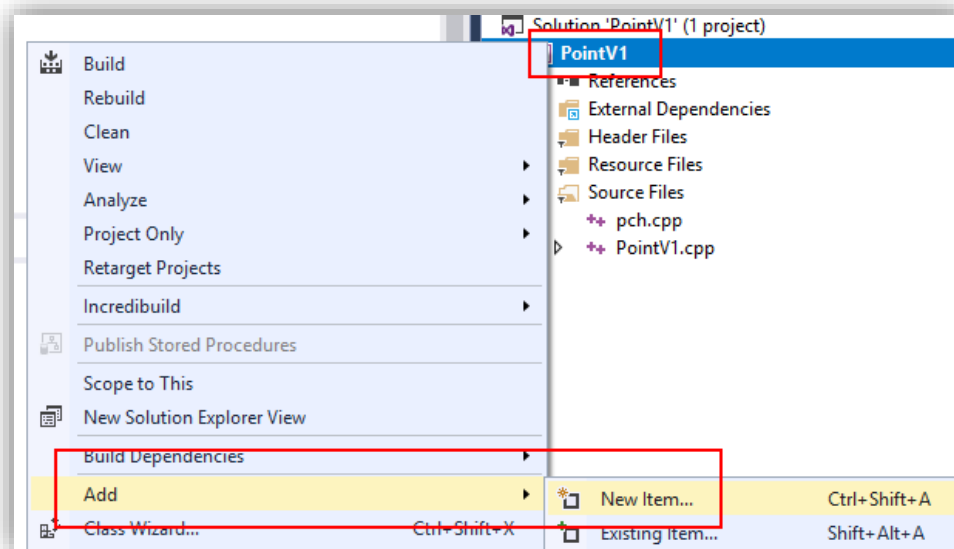 Solution 'PointV1' (1 project)
PointV1
References
External Dependencies
Header Files
Resource Files
Source Files
pch.cpp
PointV1.cpp
Build
Rebuild
Clean
View
Analyze
Project Only
Retarget Projects
Incredibuild
Publish Stored Procedures
Scope to This
New Solution Explorer View
Build Dependencies
Add
Class Wizard... Ctrl+Shift+X
New Item... Ctrl+Shift+A
Existing Item... Shift+Alt+A